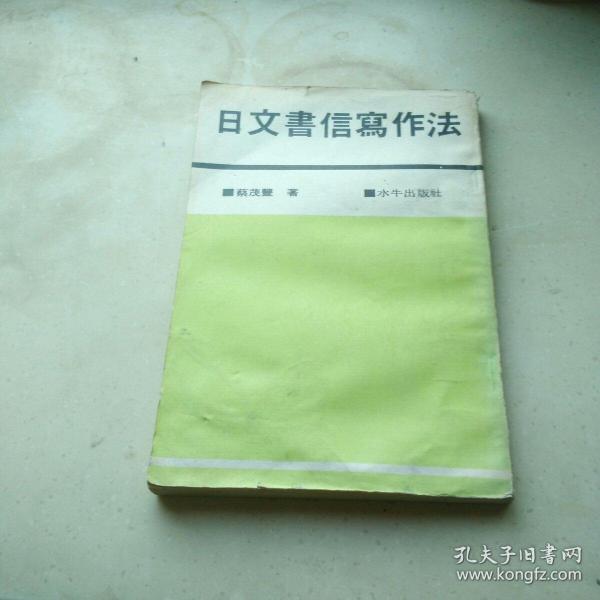 日文書信寫作法
■蔡茂豐 著 ■水牛出版社
孔夫子旧书网
www.kongfz.com